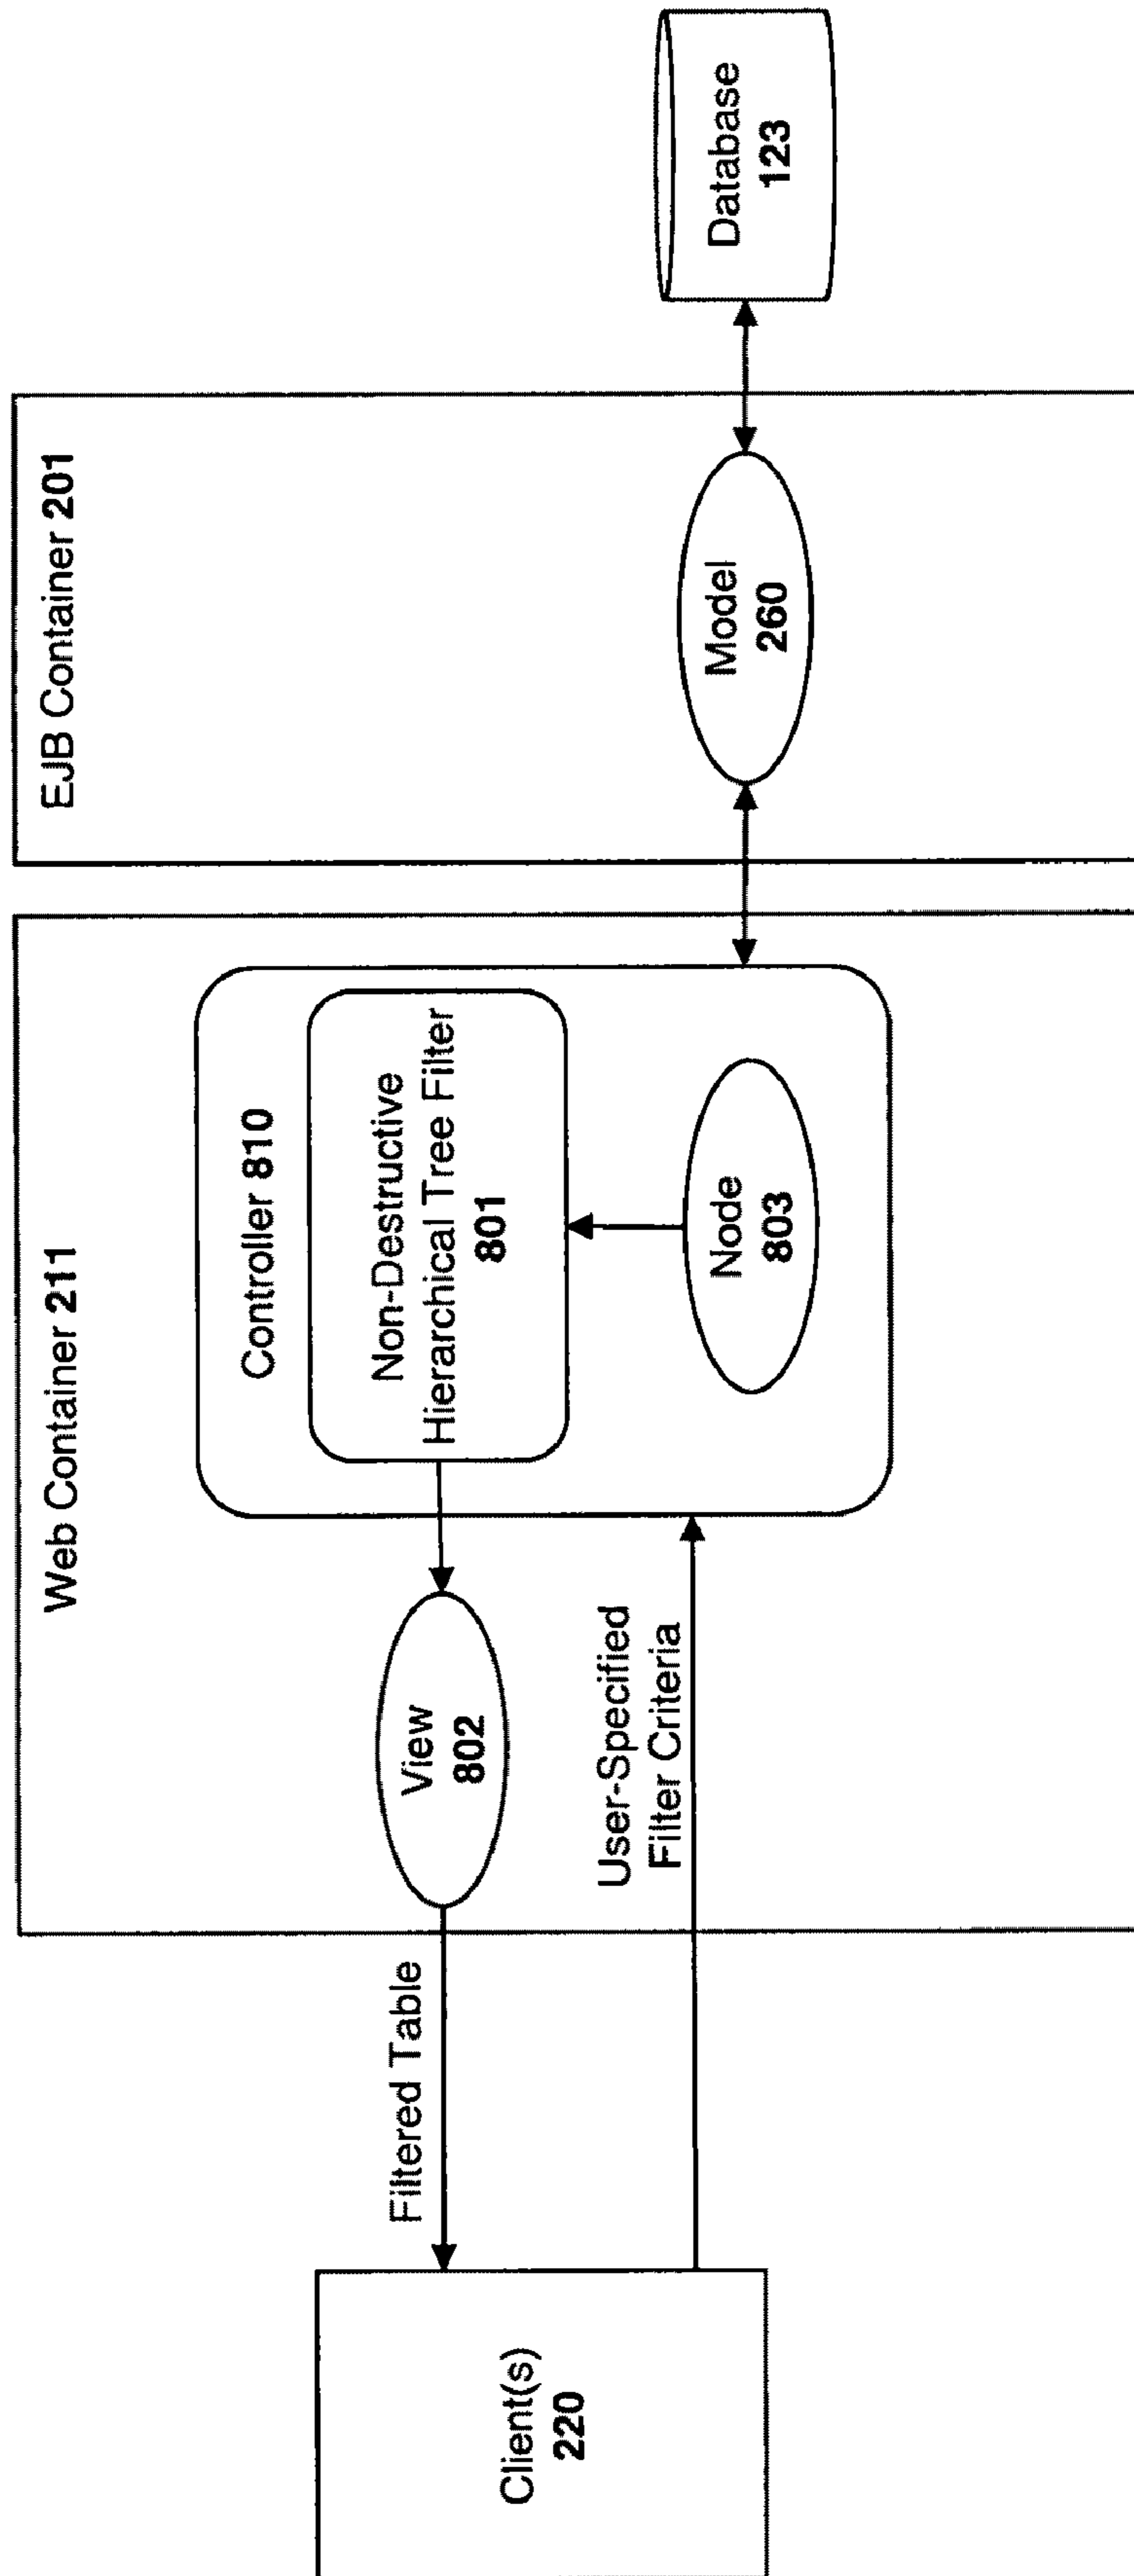 Web Container 211
EJB Container 201
Controller 810
Non-Destructive
Hierarchical Tree Filter
801
Filtered Table
View
802
Client(s)
220
User-Specified
Filter Criteria
Node
803
Model
260
Database
123